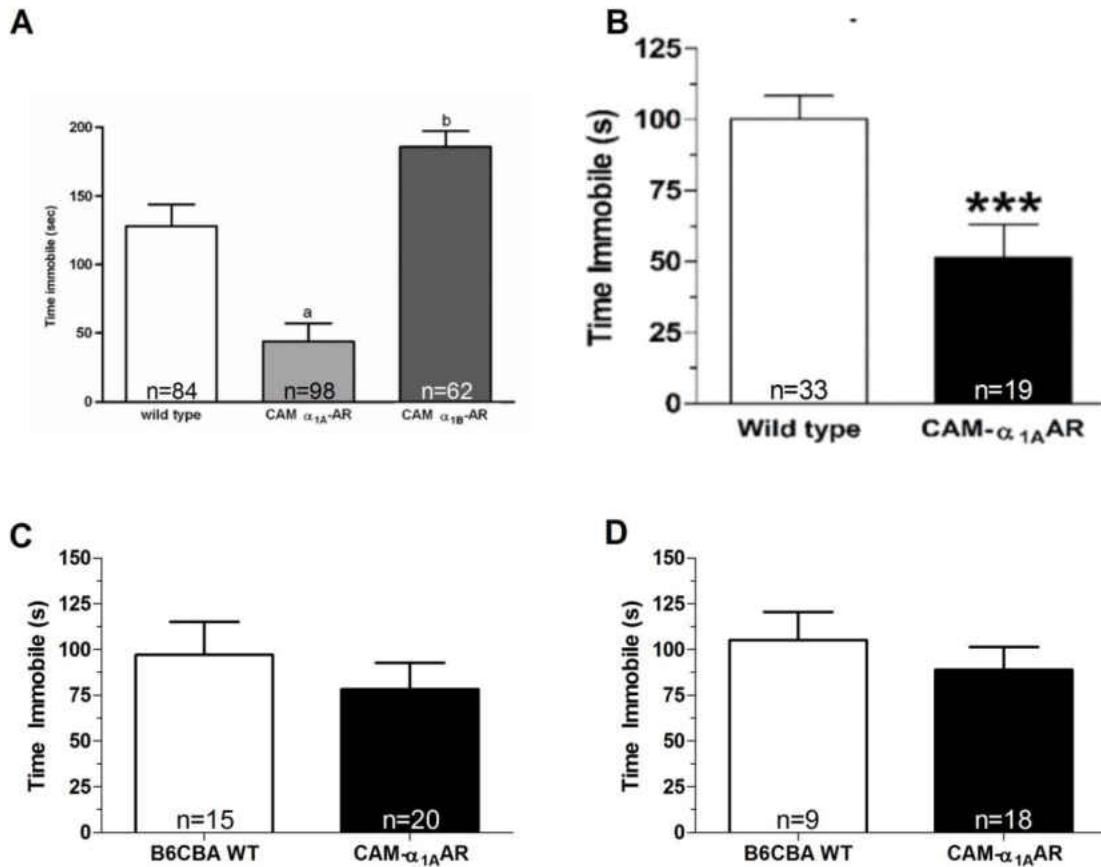 A
Time immobile (sec)
200
150
100
50
0
a
b
n=84
n=98
n=62
wild type
CAM α1A-AR
CAM α1B-AR
B
Time Immobile (s)
125
100
75
50
25
0
***
n=33
n=19
Wild type
CAM-α1AAR
C
Time Immobile (s)
150
125
100
75
50
25
0
n=15
n=20
B6CBA WT
CAM-α1AAR
D
Time Immobile (s)
150
125
100
75
50
25
0
n=9
n=18
B6CBA WT
CAM-α1AAR